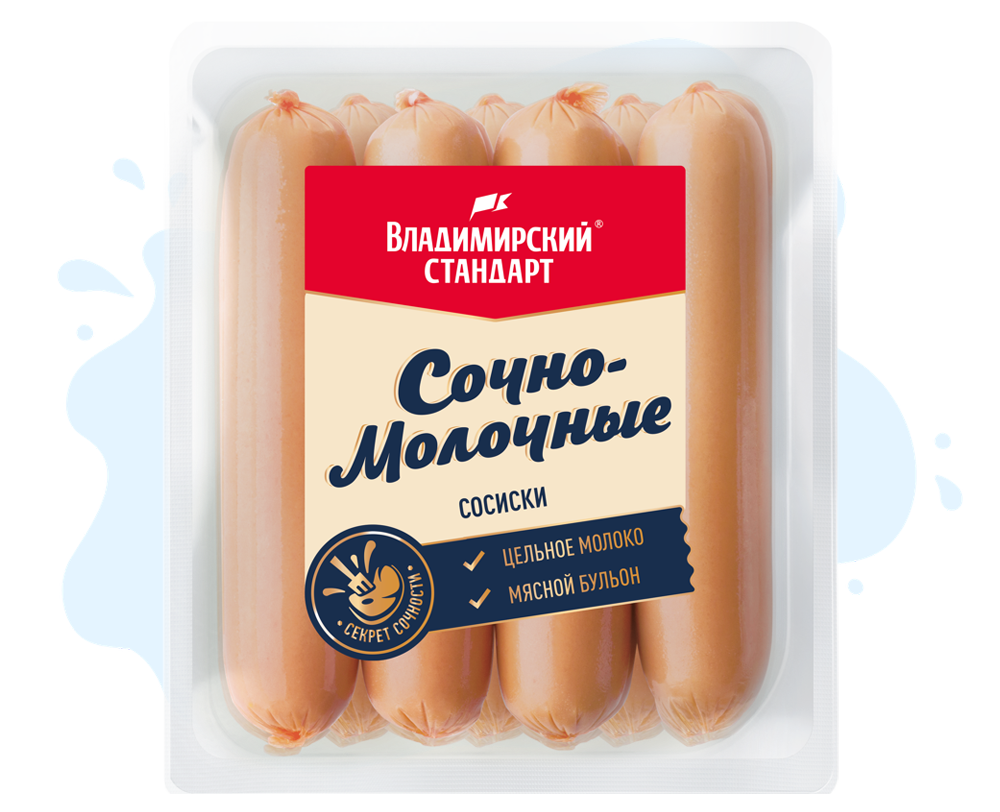 Владимирский®
стандарт
Сочно-
Молочные
сосиски
цельное молоко
мясной бульон
• секрет сочности •